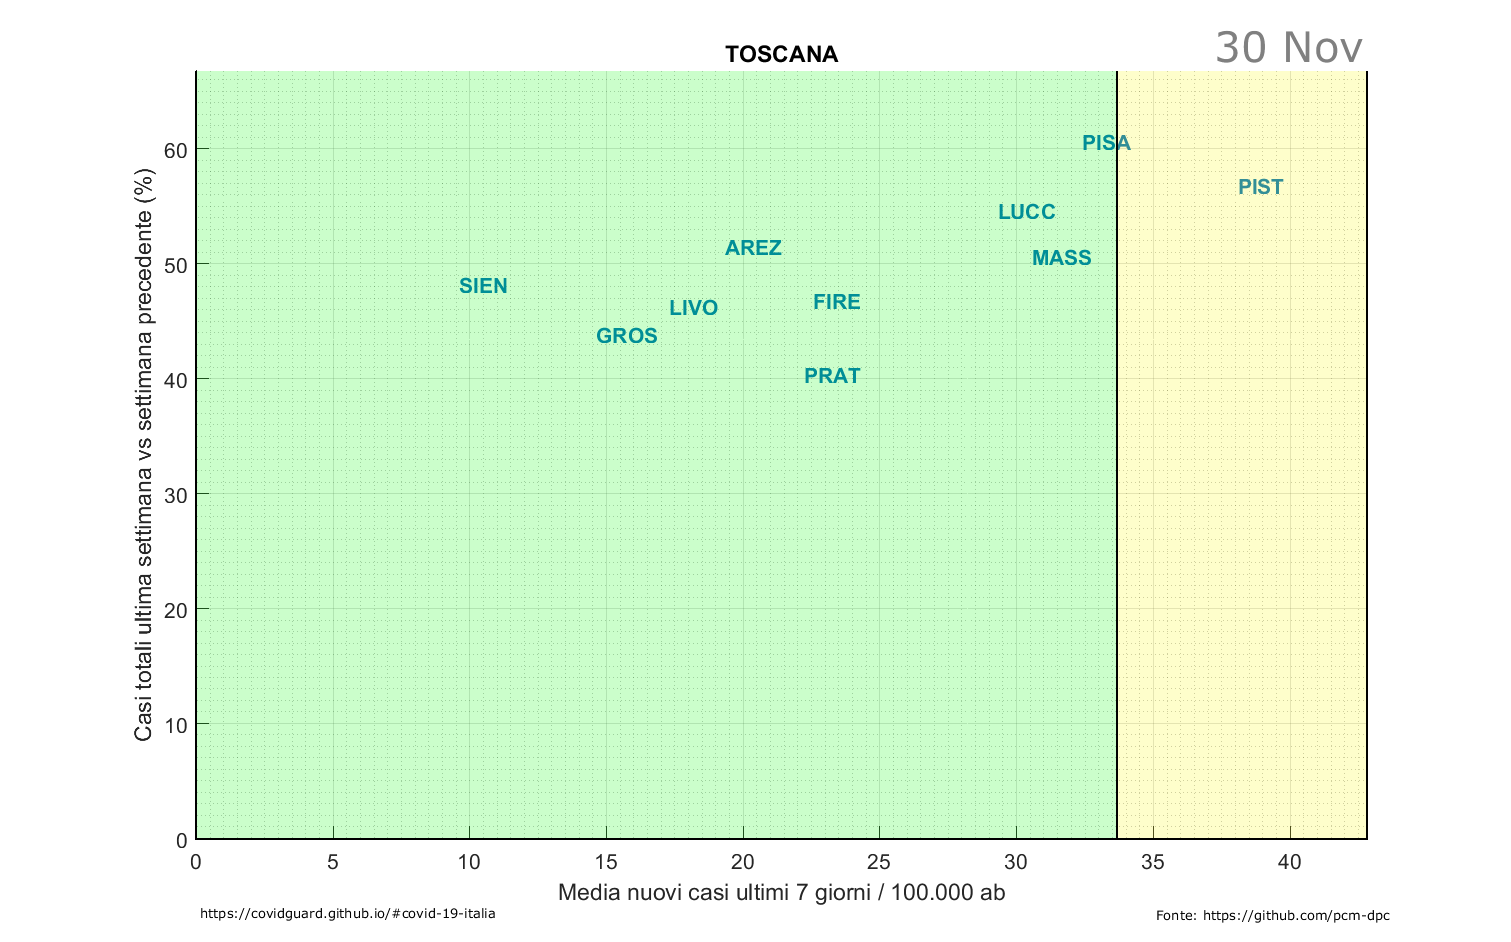 TOSCANA
30 Nov
Casi totali ultima settimana vs settimana precedente (%)
60
50
40
30
20
10
0
PISA
PIST
LUCC
AREZ
MASS
SIEN
FIRE
LIVO
GROS
PRAT
0 5 10 15 20 25 30 35 40
Media nuovi casi ultimi 7 giorni / 100.000 ab
https://covidguard.github.io/#covid-19-italia
Fonte: https://github.com/pcm-dpc